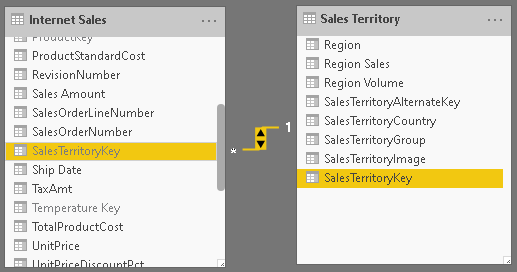 Internet Sales ...
ProductKey
ProductStandardCost
RevisionNumber
Sales Amount
SalesOrderLineNumber
SalesOrderNumber
SalesTerritoryKey
Ship Date
TaxAmt
Temperature Key
TotalProductCost
UnitPrice
UnitPriceDiscountPct
*
1
Sales Territory ...
Region
Region Sales
Region Volume
SalesTerritoryAlternateKey
SalesTerritoryCountry
SalesTerritoryGroup
SalesTerritoryImage
SalesTerritoryKey